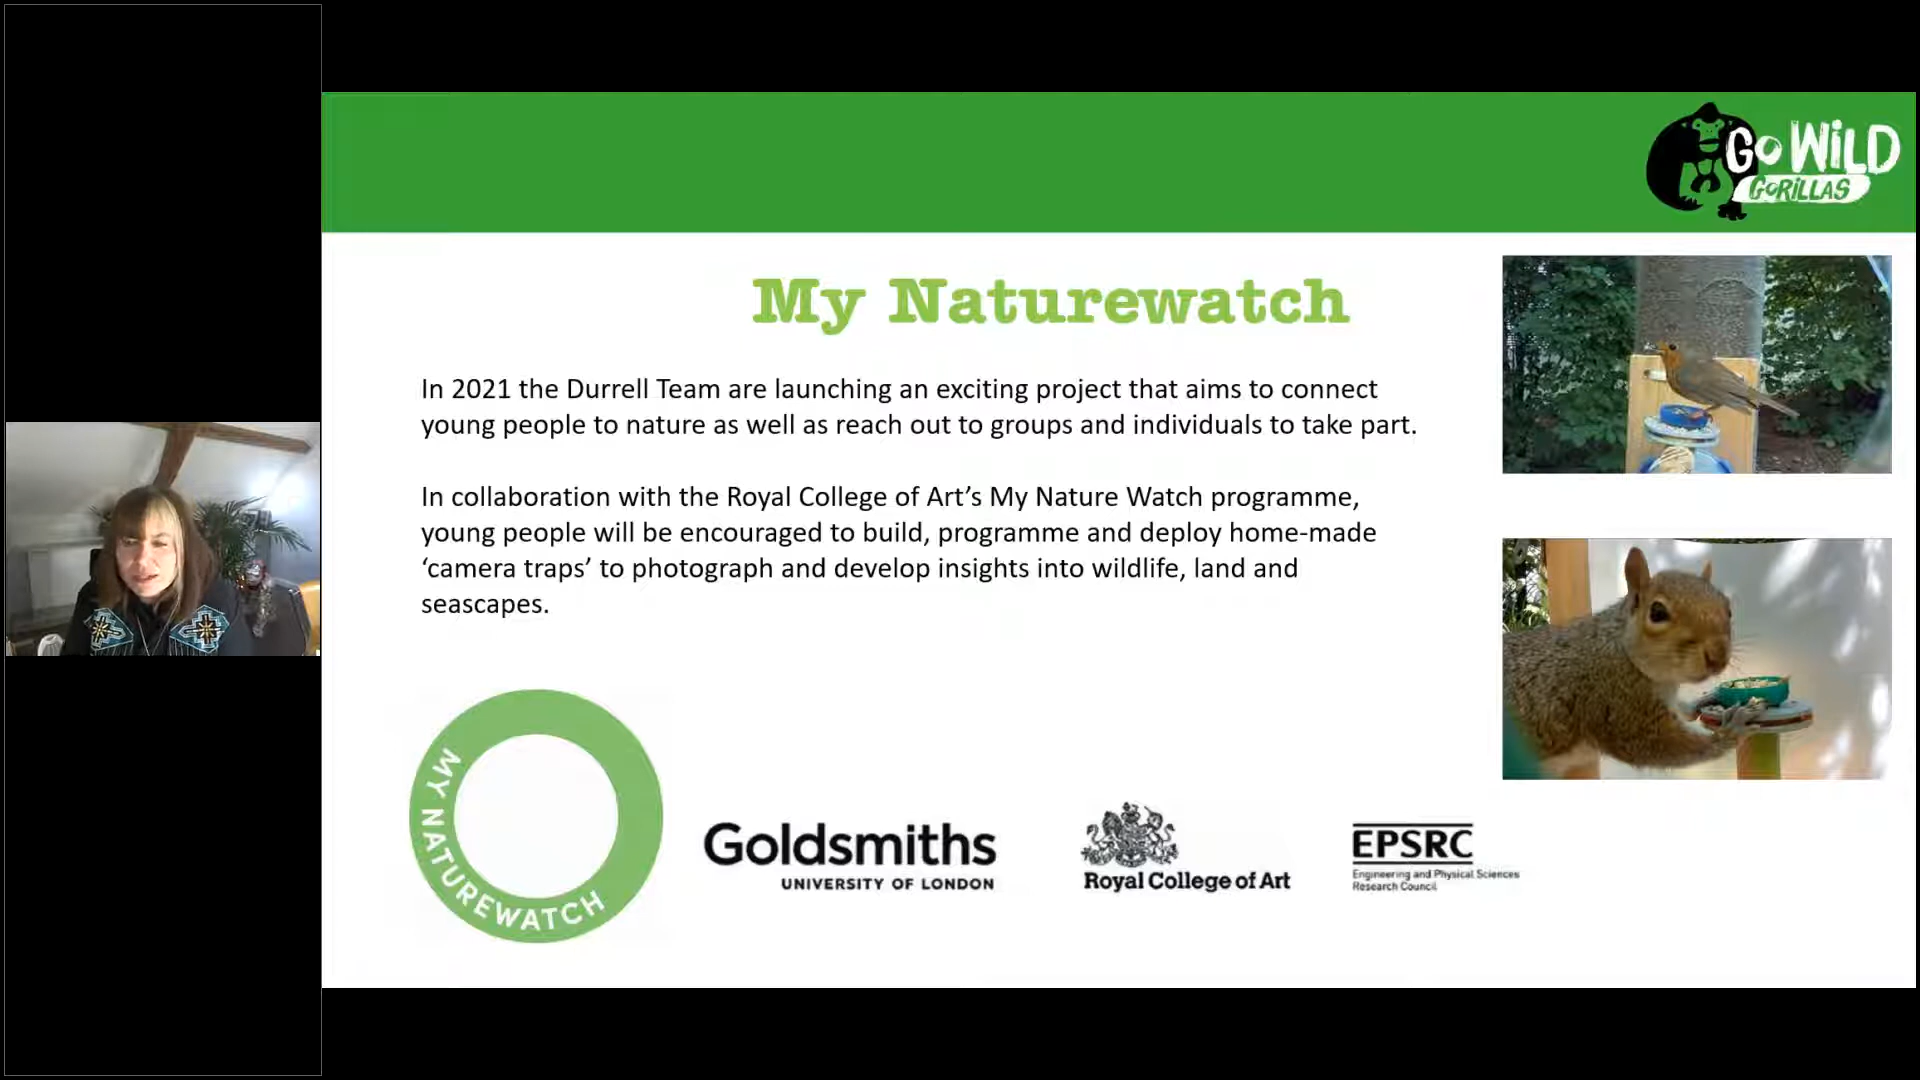 GO WiLD
GORiLLAS
My Naturewatch
In 2021 the Durrell Team are launching an exciting project that aims to connect
young people to nature as well as reach out to groups and individuals to take part.
In collaboration with the Royal College of Art’s My Nature Watch programme,
young people will be encouraged to build, programme and deploy home-made
‘camera traps’ to photograph and develop insights into wildlife, land and
seascapes.
MY NATUREWATCH
Goldsmiths
UNIVERSITY OF LONDON
Royal College of Art
EPSRC
Engineering and Physical Sciences
Research Council